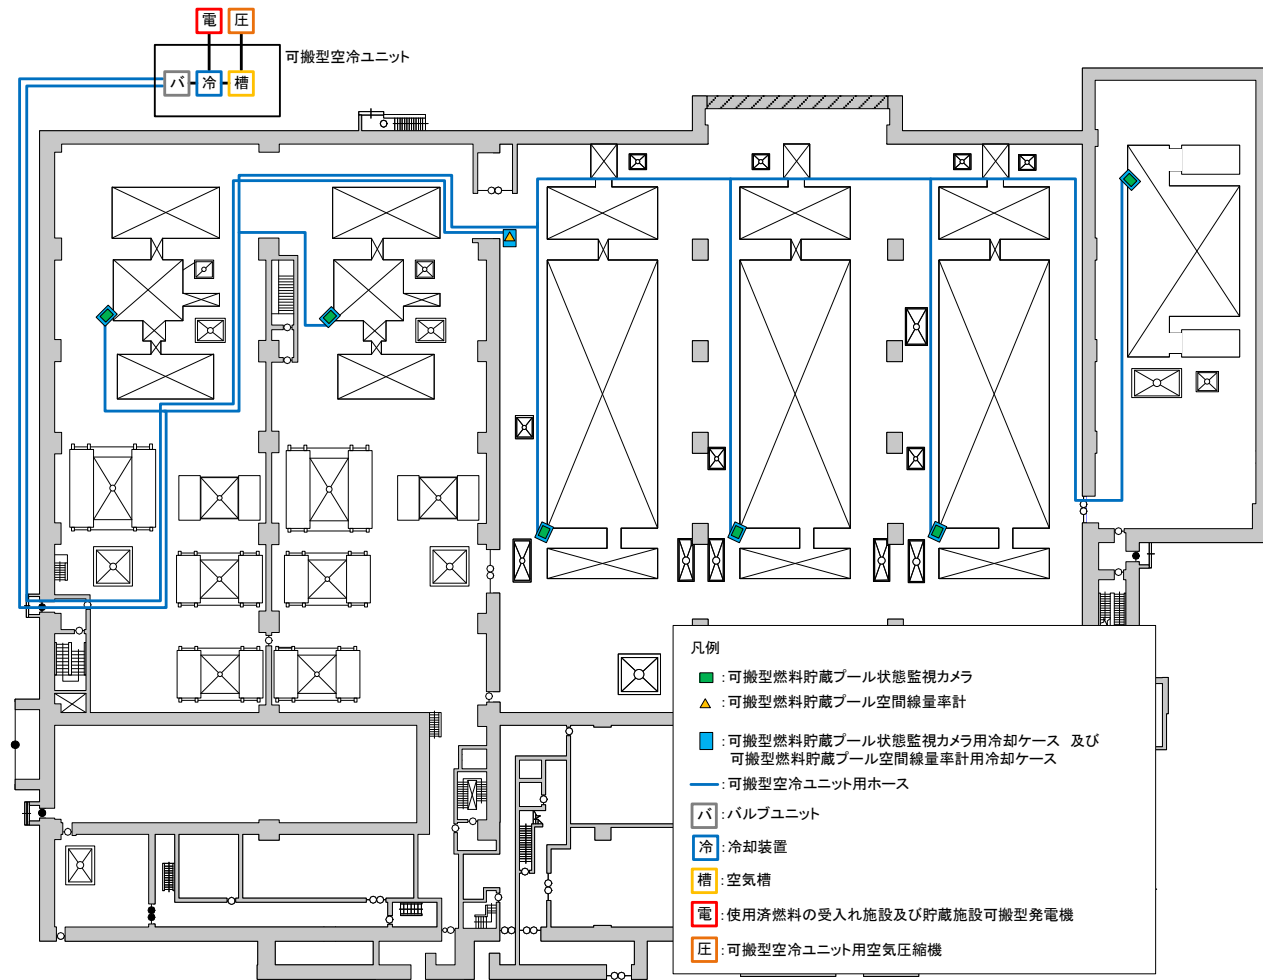 電 圧
可搬型空冷ユニット
バ 冷 槽
凡例
：可搬型燃料貯蔵プール状態監視カメラ
：可搬型燃料貯蔵プール空間線量率計
：可搬型燃料貯蔵プール状態監視カメラ用冷却ケース 及び
可搬型燃料貯蔵プール空間線量率計用冷却ケース
：可搬型空冷ユニット用ホース
バ：バルブユニット
冷：冷却装置
槽：空気槽
電：使用済燃料の受入れ施設及び貯蔵施設可搬型発電機
圧：可搬型空冷ユニット用空気圧縮機